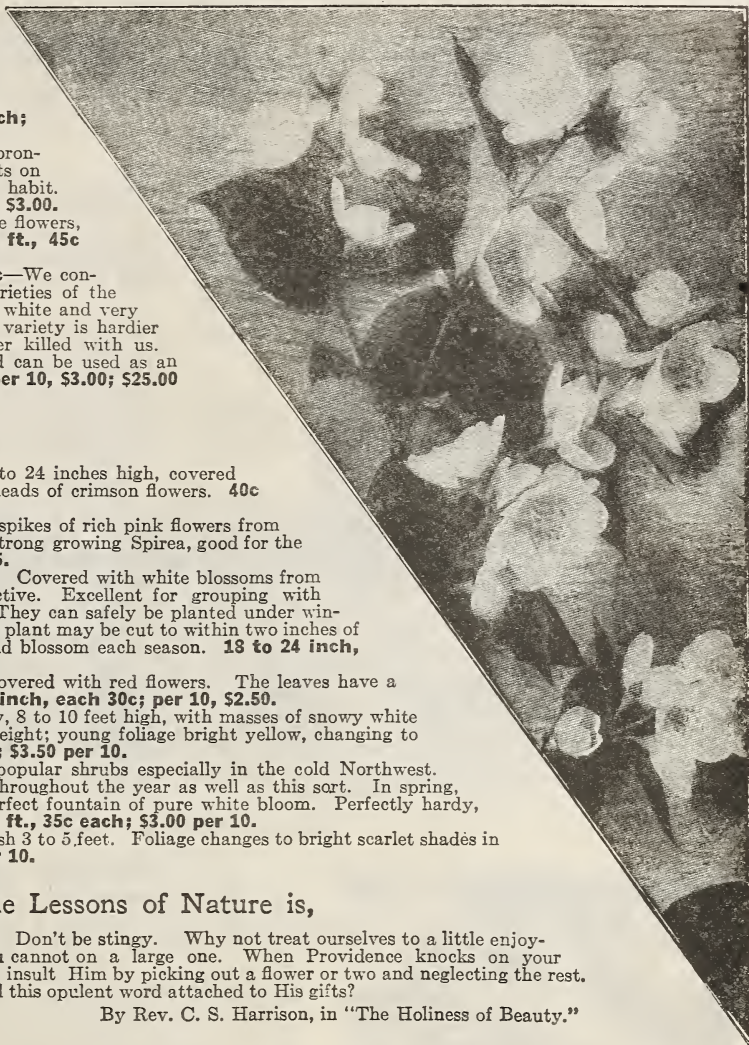 ch;
pron-
ts on
habit.
$3.00.
e flowers,
ft., 45c
c—We con-
rieties of the
white and very
variety is hardier
er killed with us.
d can be used as an
er 10, $3.00; $25.00
to 24 inches high, covered
eads of crimson flowers. 40c
spikes of rich pink flowers from
trong growing Spirea, good for the
5.
Covered with white blossoms from
ctive. Excellent for grouping with
They can safely be planted under win-
plant may be cut to within two inches of
d blossom each season. 18 to 24 inch,
overed with red flowers. The leaves have a
inch, each 30c; per 10, $2.50.
y, 8 to 10 feet high, with masses of snowy white
eight; young foliage bright yellow, changing to
; $3.50 per 10.
popular shrubs especially in the cold Northwest.
hroughout the year as well as this sort. In spring,
rfect fountain of pure white bloom. Perfectly hardy,
ft., 35c each; $3.00 per 10.
sh 3 to 5 feet. Foliage changes to bright scarlet shades in
r 10.
e Lessons of Nature is,
Don't be stingy. Why not treat ourselves to a little enjoy-
u cannot on a large one. When Providence knocks on your
insult Him by picking out a flower or two and neglecting the rest.
d this opulent word attached to His gifts?
By Rev. C. S. Harrison, in "The Holiness of Beauty."